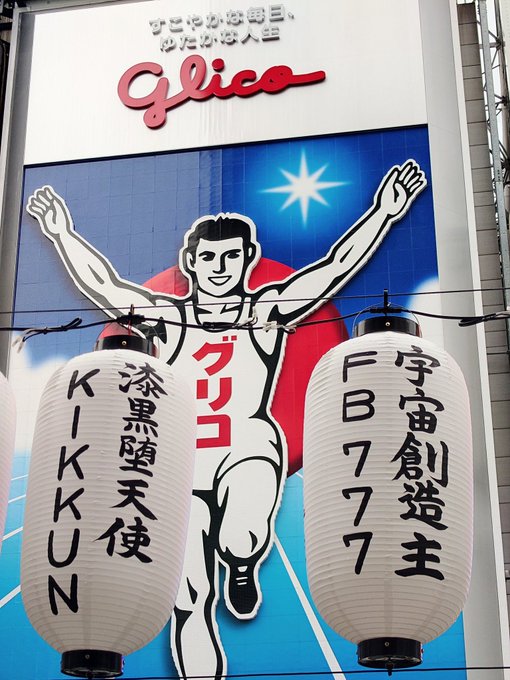 すこやかな毎日、
ゆたかな人生
Glico
グリコ
漆黒堕天使
KIKKUN
宇宙創造主
FB777